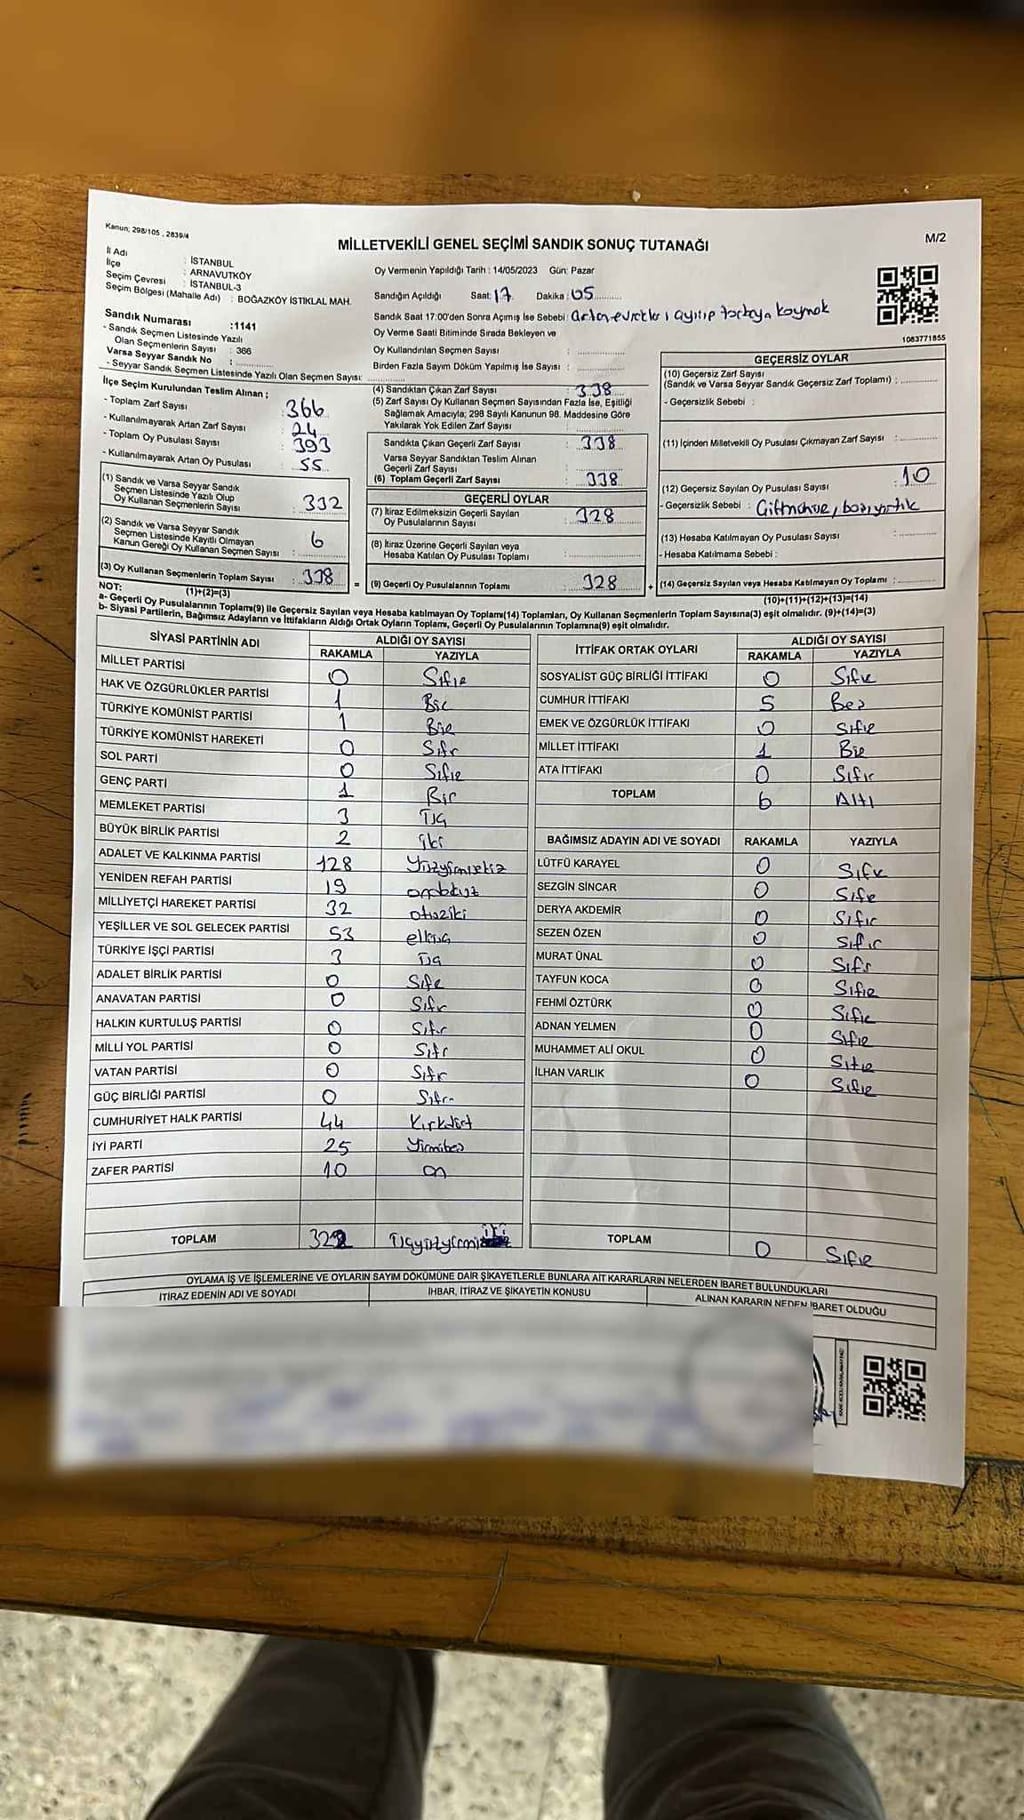 Kanun; 298/105 , 2839/4
MİLLETVEKİLİ GENEL SEÇİMİ SANDIK SONUÇ TUTANAĞI
M/2
İl Adı : İSTANBUL
İlçe : ARNAVUTKÖY
Seçim Çevresi : İSTANBUL-3
Seçim Bölgesi (Mahalle Adı) : BOĞAZKÖY İSTİKLAL MAH.
Sandık Numarası :1141
- Sandık Seçmen Listesinde Yazılı
Olan Seçmenlerin Sayısı : 366
Varsa Seyyar Sandık No :
- Seyyar Sandık Seçmen Listesinde Yazılı Olan Seçmen Sayısı:
Oy Vermenin Yapıldığı Tarih : 14/05/2023 Gün: Pazar
Sandığın Açıldığı Saat: 17 Dakika: 05
Sandık Saat 17:00'den Sonra Açımış İse Sebebi: artan evrakları ayırıp torbaya koymak
Oy Verme Saati Bitiminde Sırada Bekleyen ve
Oy Kullandırılan Seçmen Sayısı :
Birden Fazla Sayım Döküm Yapılmış İse Sayısı :
1083771855
İlçe Seçim Kurulundan Teslim Alınan ;
- Toplam Zarf Sayısı : 366
- Kullanılmayarak Artan Zarf Sayısı : 24
- Toplam Oy Pusulası Sayısı : 393
- Kullanılmayarak Artan Oy Pusulası : 55
(1) Sandık ve Varsa Seyyar Sandık
Seçmen Listesinde Yazılı Olup
Oy Kullanan Seçmenlerin Sayısı : 332
(2) Sandık ve Varsa Seyyar Sandık
Seçmen Listesinde Kayıtlı Olmayan
Kanun Gereği Oy Kullanan Seçmen Sayısı : 6
(3) Oy Kullanan Seçmenlerin Toplam Sayısı : 338
(1)+(2)=(3)
(4) Sandıktan Çıkan Zarf Sayısı : 338
(5) Zarf Sayısı Oy Kullanan Seçmen Sayısından Fazla İse, Eşitliği
Sağlamak Amacıyla; 298 Sayılı Kanunun 98. Maddesine Göre
Yakılarak Yok Edilen Zarf Sayısı :
Sandıkta Çıkan Geçerli Zarf Sayısı : 338
Varsa Seyyar Sandıktan Teslim Alınan
Geçerli Zarf Sayısı :
(6) Toplam Geçerli Zarf Sayısı : 338
GEÇERLİ OYLAR
(7) İtiraz Edilmeksizin Geçerli Sayılan
Oy Pusulalarının Sayısı : 328
(8) İtiraz Üzerine Geçerli Sayılan veya
Hesaba Katılan Oy Pusulası Toplamı :
= (9) Geçerli Oy Pusulalarının Toplamı : 328 +
GEÇERSİZ OYLAR
(10) Geçersiz Zarf Sayısı
(Sandık ve Varsa Seyyar Sandık Geçersiz Zarf Toplamı) :
- Geçersizlik Sebebi :
(11) İçinden Milletvekili Oy Pusulası Çıkmayan Zarf Sayısı :
(12) Geçersiz Sayılan Oy Pusulası Sayısı : 10
- Geçersizlik Sebebi :
(13) Hesaba Katılmayan Oy Pusulası Sayısı :
- Hesaba Katılmama Sebebi :
(14) Geçersiz Sayılan veya Hesaba Katılmayan Oy Toplamı :
(10)+(11)+(12)+(13)=(14)
NOT:
a- Geçerli Oy Pusulalarının Toplamı(9) ile Geçersiz Sayılan veya Hesaba katılmayan Oy Toplamı(14) Toplamları, Oy Kullanan Seçmenlerin Toplam Sayısına(3) eşit olmalıdır. (9)+(14)=(3)
b- Siyasi Partilerin, Bağımsız Adayların ve İttifakların Aldığı Ortak Oyların Toplamı, Geçerli Oy Pusulalarının Toplamına(9) eşit olmalıdır.
SİYASİ PARTİNİN ADI ALDIĞI OY SAYISI
RAKAMLA YAZIYLA
MİLLET PARTİSİ 0 Sıfır
HAK VE ÖZGÜRLÜKLER PARTİSİ 1 Bir
TÜRKİYE KOMÜNİST PARTİSİ 1 Bir
TÜRKİYE KOMÜNİST HAREKETİ 0 Sıfır
SOL PARTİ 0 Sıfır
GENÇ PARTİ 1 Bir
MEMLEKET PARTİSİ 3 Üç
BÜYÜK BİRLİK PARTİSİ 2 iki
ADALET VE KALKINMA PARTİSİ 128 Yüzyirmisekiz
YENİDEN REFAH PARTİSİ 19 ondokuz
MİLLİYETÇİ HAREKET PARTİSİ 32 otuziki
YEŞİLLER VE SOL GELECEK PARTİSİ 53 elliüç
TÜRKİYE İŞÇİ PARTİSİ 3 Üç
ADALET BİRLİK PARTİSİ 0 Sıfır
ANAVATAN PARTİSİ 0 Sıfır
HALKIN KURTULUŞ PARTİSİ 0 Sıfır
MİLLİ YOL PARTİSİ 0 Sıfır
VATAN PARTİSİ 0 Sıfır
GÜÇ BİRLİĞİ PARTİSİ 0 Sıfır
CUMHURİYET HALK PARTİSİ 44 Kırkdört
İYİ PARTİ 25 Yirmibeş
ZAFER PARTİSİ 10 on
TOPLAM 322
İTTİFAK ORTAK OYLARI ALDIĞI OY SAYISI
RAKAMLA YAZIYLA
SOSYALİST GÜÇ BİRLİĞİ İTTİFAKI 0 Sıfır
CUMHUR İTTİFAKI 5 Beş
EMEK VE ÖZGÜRLÜK İTTİFAKI 0 Sıfır
MİLLET İTTİFAKI 1 Bir
ATA İTTİFAKI 0 Sıfır
TOPLAM 6 Altı
BAĞIMSIZ ADAYIN ADI VE SOYADI RAKAMLA YAZIYLA
LÜTFÜ KARAYEL 0 Sıfır
SEZGİN SİNCAR 0 Sıfır
DERYA AKDEMİR 0 Sıfır
SEZEN ÖZEN 0 Sıfır
MURAT ÜNAL 0 Sıfır
TAYFUN KOCA 0 Sıfır
FEHMİ ÖZTÜRK 0 Sıfır
ADNAN YELMEN 0 Sıfır
MUHAMMET ALİ OKUL 0 Sıfır
İLHAN VARLIK 0 Sıfır
TOPLAM 0 Sıfır
OYLAMA İŞ VE İŞLEMLERİNE VE OYLARIN SAYIM DÖKÜMÜNE DAİR ŞİKAYETLERLE BUNLARA AİT KARARLARIN NELERDEN İBARET BULUNDUKLARI
İTİRAZ EDENİN ADI VE SOYADI İHBAR, İTİRAZ VE ŞİKAYETİN KONUSU ALINAN KARARIN NEDEN İBARET OLDUĞU